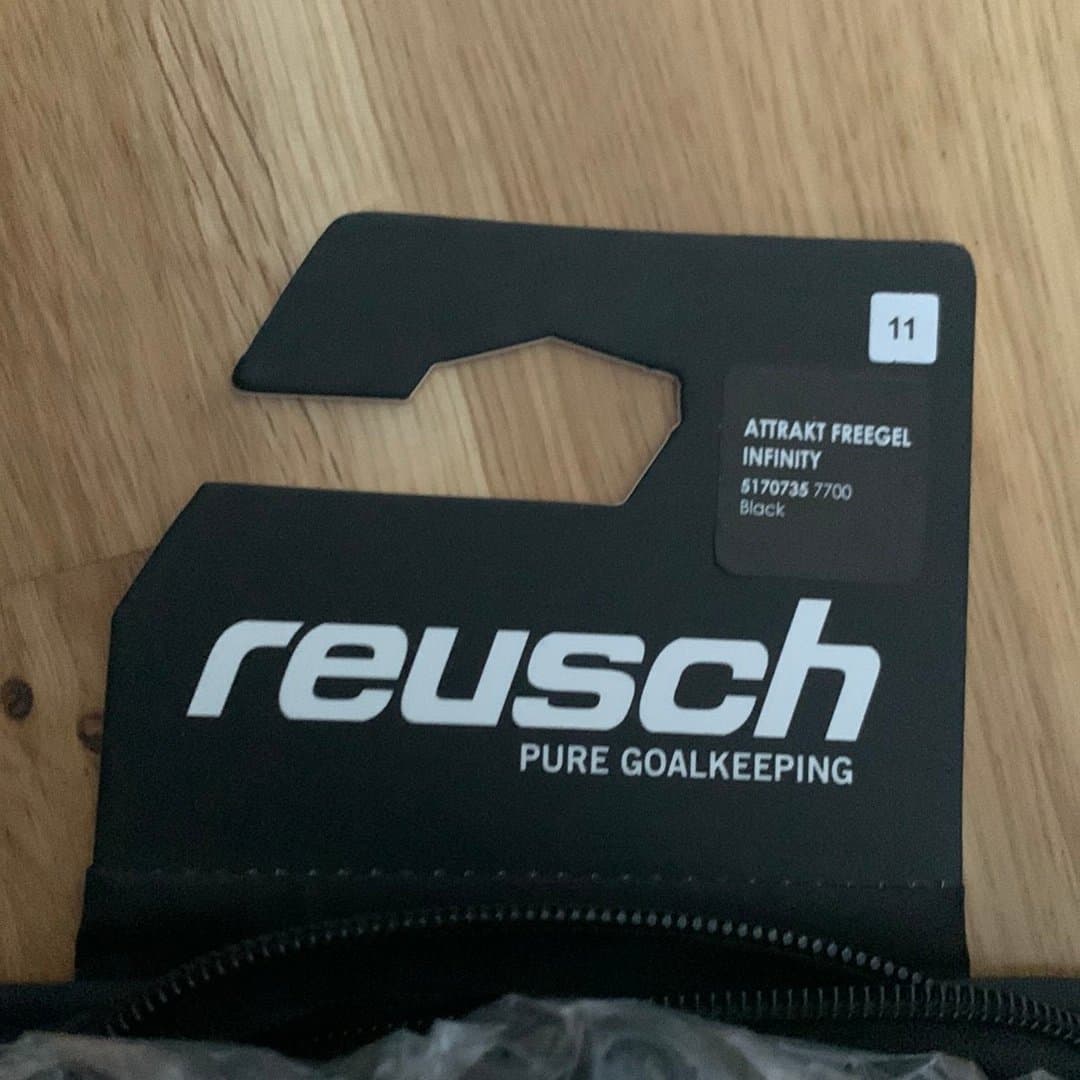 11
ATTRAKT FREEGEL
INFINITY
5170735 7700
Black
reusch
PURE GOALKEEPING